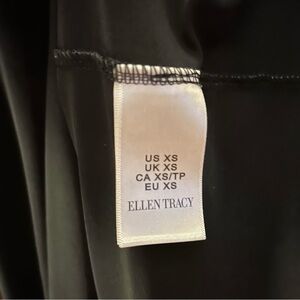 US XS
UK XS
CA XS/TP
EU XS
ELLEN TRACY